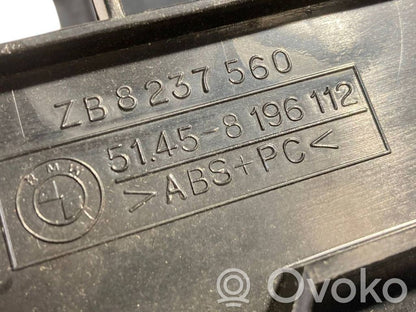 ZB 8 237 560
51.45-8 196 112
BMW
>ABS+PC<
Ovoko